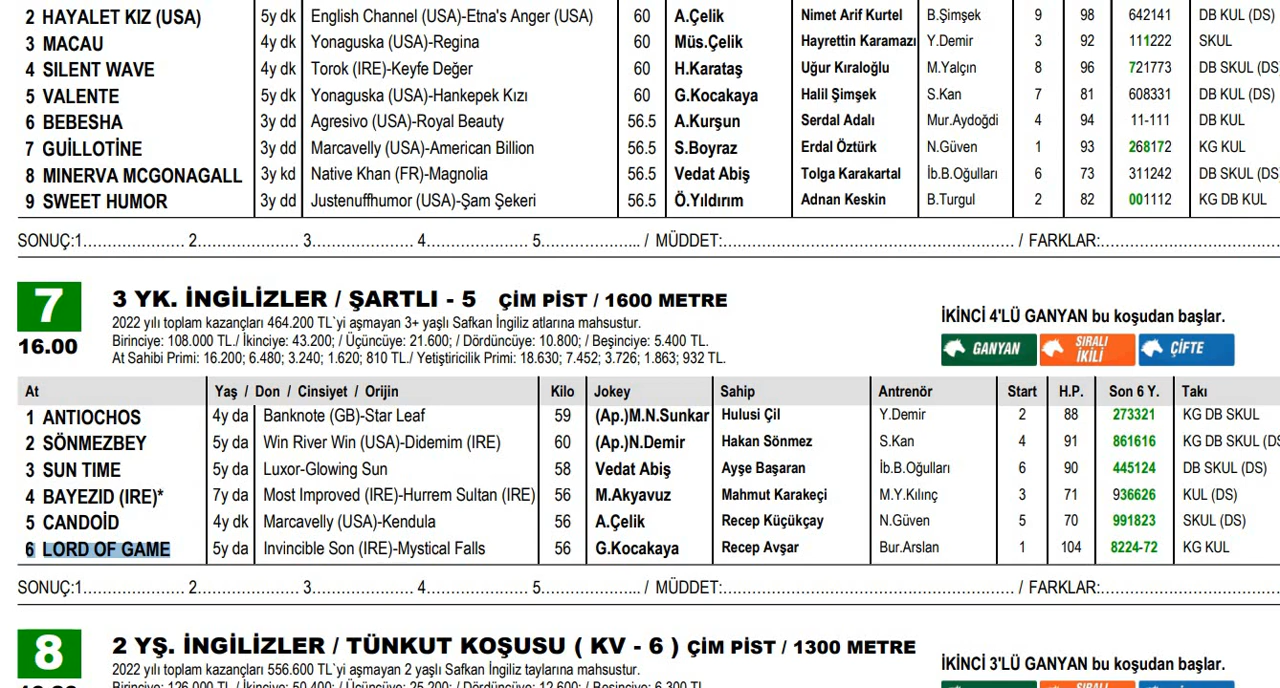 2 HAYALET KIZ (USA) 5y dk English Channel (USA)-Etna's Anger (USA) 60 A.Çelik Nimet Arif Kurtel B.Şimşek 9 98 642141 DB KUL (DS)
3 MACAU 4y dk Yonaguska (USA)-Regina 60 Müs.Çelik Hayrettin Karamazı Y.Demir 3 92 111222 SKUL
4 SILENT WAVE 4y dk Torok (IRE)-Keyfe Değer 60 H.Karataş Uğur Kıraloğlu M.Yalçın 8 96 721773 DB SKUL (DS
5 VALENTE 5y dk Yonaguska (USA)-Hankepek Kızı 60 G.Kocakaya Halil Şimşek S.Kan 7 81 608331 DB KUL (DS)
6 BEBESHA 3y dd Agresivo (USA)-Royal Beauty 56.5 A.Kurşun Serdal Adalı Mur.Aydoğdi 4 94 11-111 DB KUL
7 GUİLLOTİNE 3y dd Marcavelly (USA)-American Billion 56.5 S.Boyraz Erdal Öztürk N.Güven 1 93 268172 KG KUL
8 MINERVA MCGONAGALL 3y kd Native Khan (FR)-Magnolia 56.5 Vedat Abiş Tolga Karakartal İb.B.Oğulları 6 73 311242 DB SKUL (DS
9 SWEET HUMOR 3y dd Justenuffhumor (USA)-Şam Şekeri 56.5 Ö.Yıldırım Adnan Keskin B.Turgul 2 82 001112 KG DB KUL
SONUÇ:1..................... 2..................... 3..................... 4..................... 5..................... / MÜDDET:............................................................ / FARKLAR:.....................................
7 3 YK. İNGİLİZLER / ŞARTLI - 5 ÇİM PİST / 1600 METRE
16.00
2022 yılı toplam kazançları 464.200 TL`yi aşmayan 3+ yaşlı Safkan İngiliz atlarına mahsustur.
Birinciye: 108.000 TL./ İkinciye: 43.200; / Üçüncüye: 21.600; / Dördüncüye: 10.800; / Beşinciye: 5.400 TL.
At Sahibi Primi: 16.200; 6.480; 3.240; 1.620; 810 TL./ Yetiştiricilik Primi: 18.630; 7.452; 3.726; 1.863; 932 TL.
İKİNCİ 4'LÜ GANYAN bu koşudan başlar.
GANYAN SIRALI İKİLİ ÇİFTE
At Yaş / Don / Cinsiyet / Orijin Kilo Jokey Sahip Antrenör Start H.P. Son 6 Y. Takı
1 ANTIOCHOS 4y da Banknote (GB)-Star Leaf 59 (Ap.)M.N.Sunkar Hulusi Çil Y.Demir 2 88 273321 KG DB SKUL
2 SÖNMEZBEY 5y da Win River Win (USA)-Didemim (IRE) 60 (Ap.)N.Demir Hakan Sönmez S.Kan 4 91 861616 KG DB SKUL (DS
3 SUN TIME 5y da Luxor-Glowing Sun 58 Vedat Abiş Ayşe Başaran İb.B.Oğulları 6 90 445124 DB SKUL (DS)
4 BAYEZID (IRE)* 7y da Most Improved (IRE)-Hurrem Sultan (IRE) 56 M.Akyavuz Mahmut Karakeçi M.Y.Kılınç 3 71 936626 KUL (DS)
5 CANDOİD 4y dk Marcavelly (USA)-Kendula 56 A.Çelik Recep Küçükçay N.Güven 5 70 991823 SKUL (DS)
6 LORD OF GAME 5y da Invincible Son (IRE)-Mystical Falls 56 G.Kocakaya Recep Avşar Bur.Arslan 1 104 8224-72 KG KUL
SONUÇ:1..................... 2..................... 3..................... 4..................... 5..................... / MÜDDET:............................................................ / FARKLAR:.....................................
8 2 YŞ. İNGİLİZLER / TÜNKUT KOŞUSU ( KV - 6 ) ÇİM PİST / 1300 METRE
2022 yılı toplam kazançları 556.600 TL`yi aşmayan 2 yaşlı Safkan İngiliz taylarına mahsustur.
İKİNCİ 3'LÜ GANYAN bu koşudan başlar.
Birinciye: 126.000 TL./ İkinciye: 50.400; / Üçüncüye: 25.200; / Dördüncüye: 12.600; / Beşinciye: 6.300 TL.